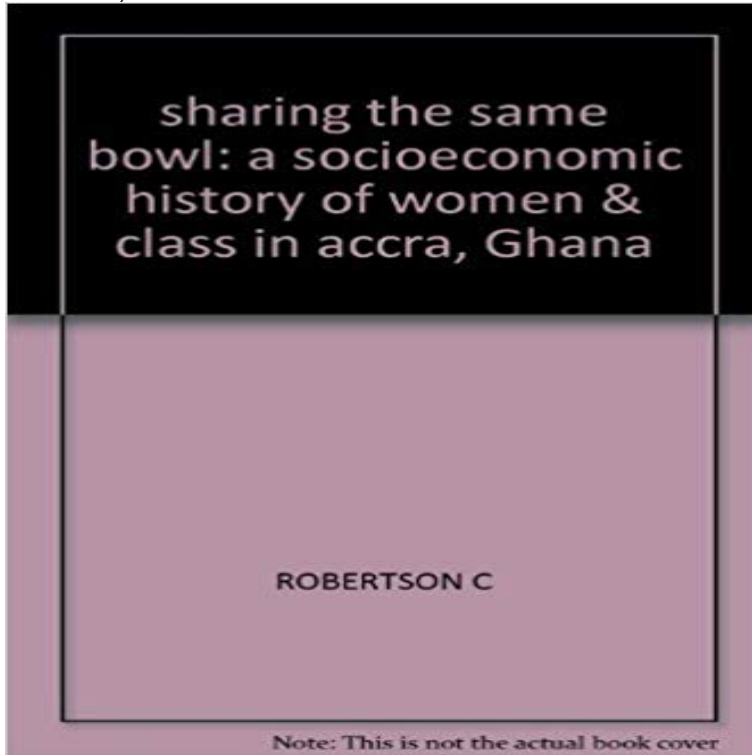 sharing the same
bowl: a socioeconomic
history of women &
class in accra, Ghana
ROBERTSON C
Note: This is not the actual book cover